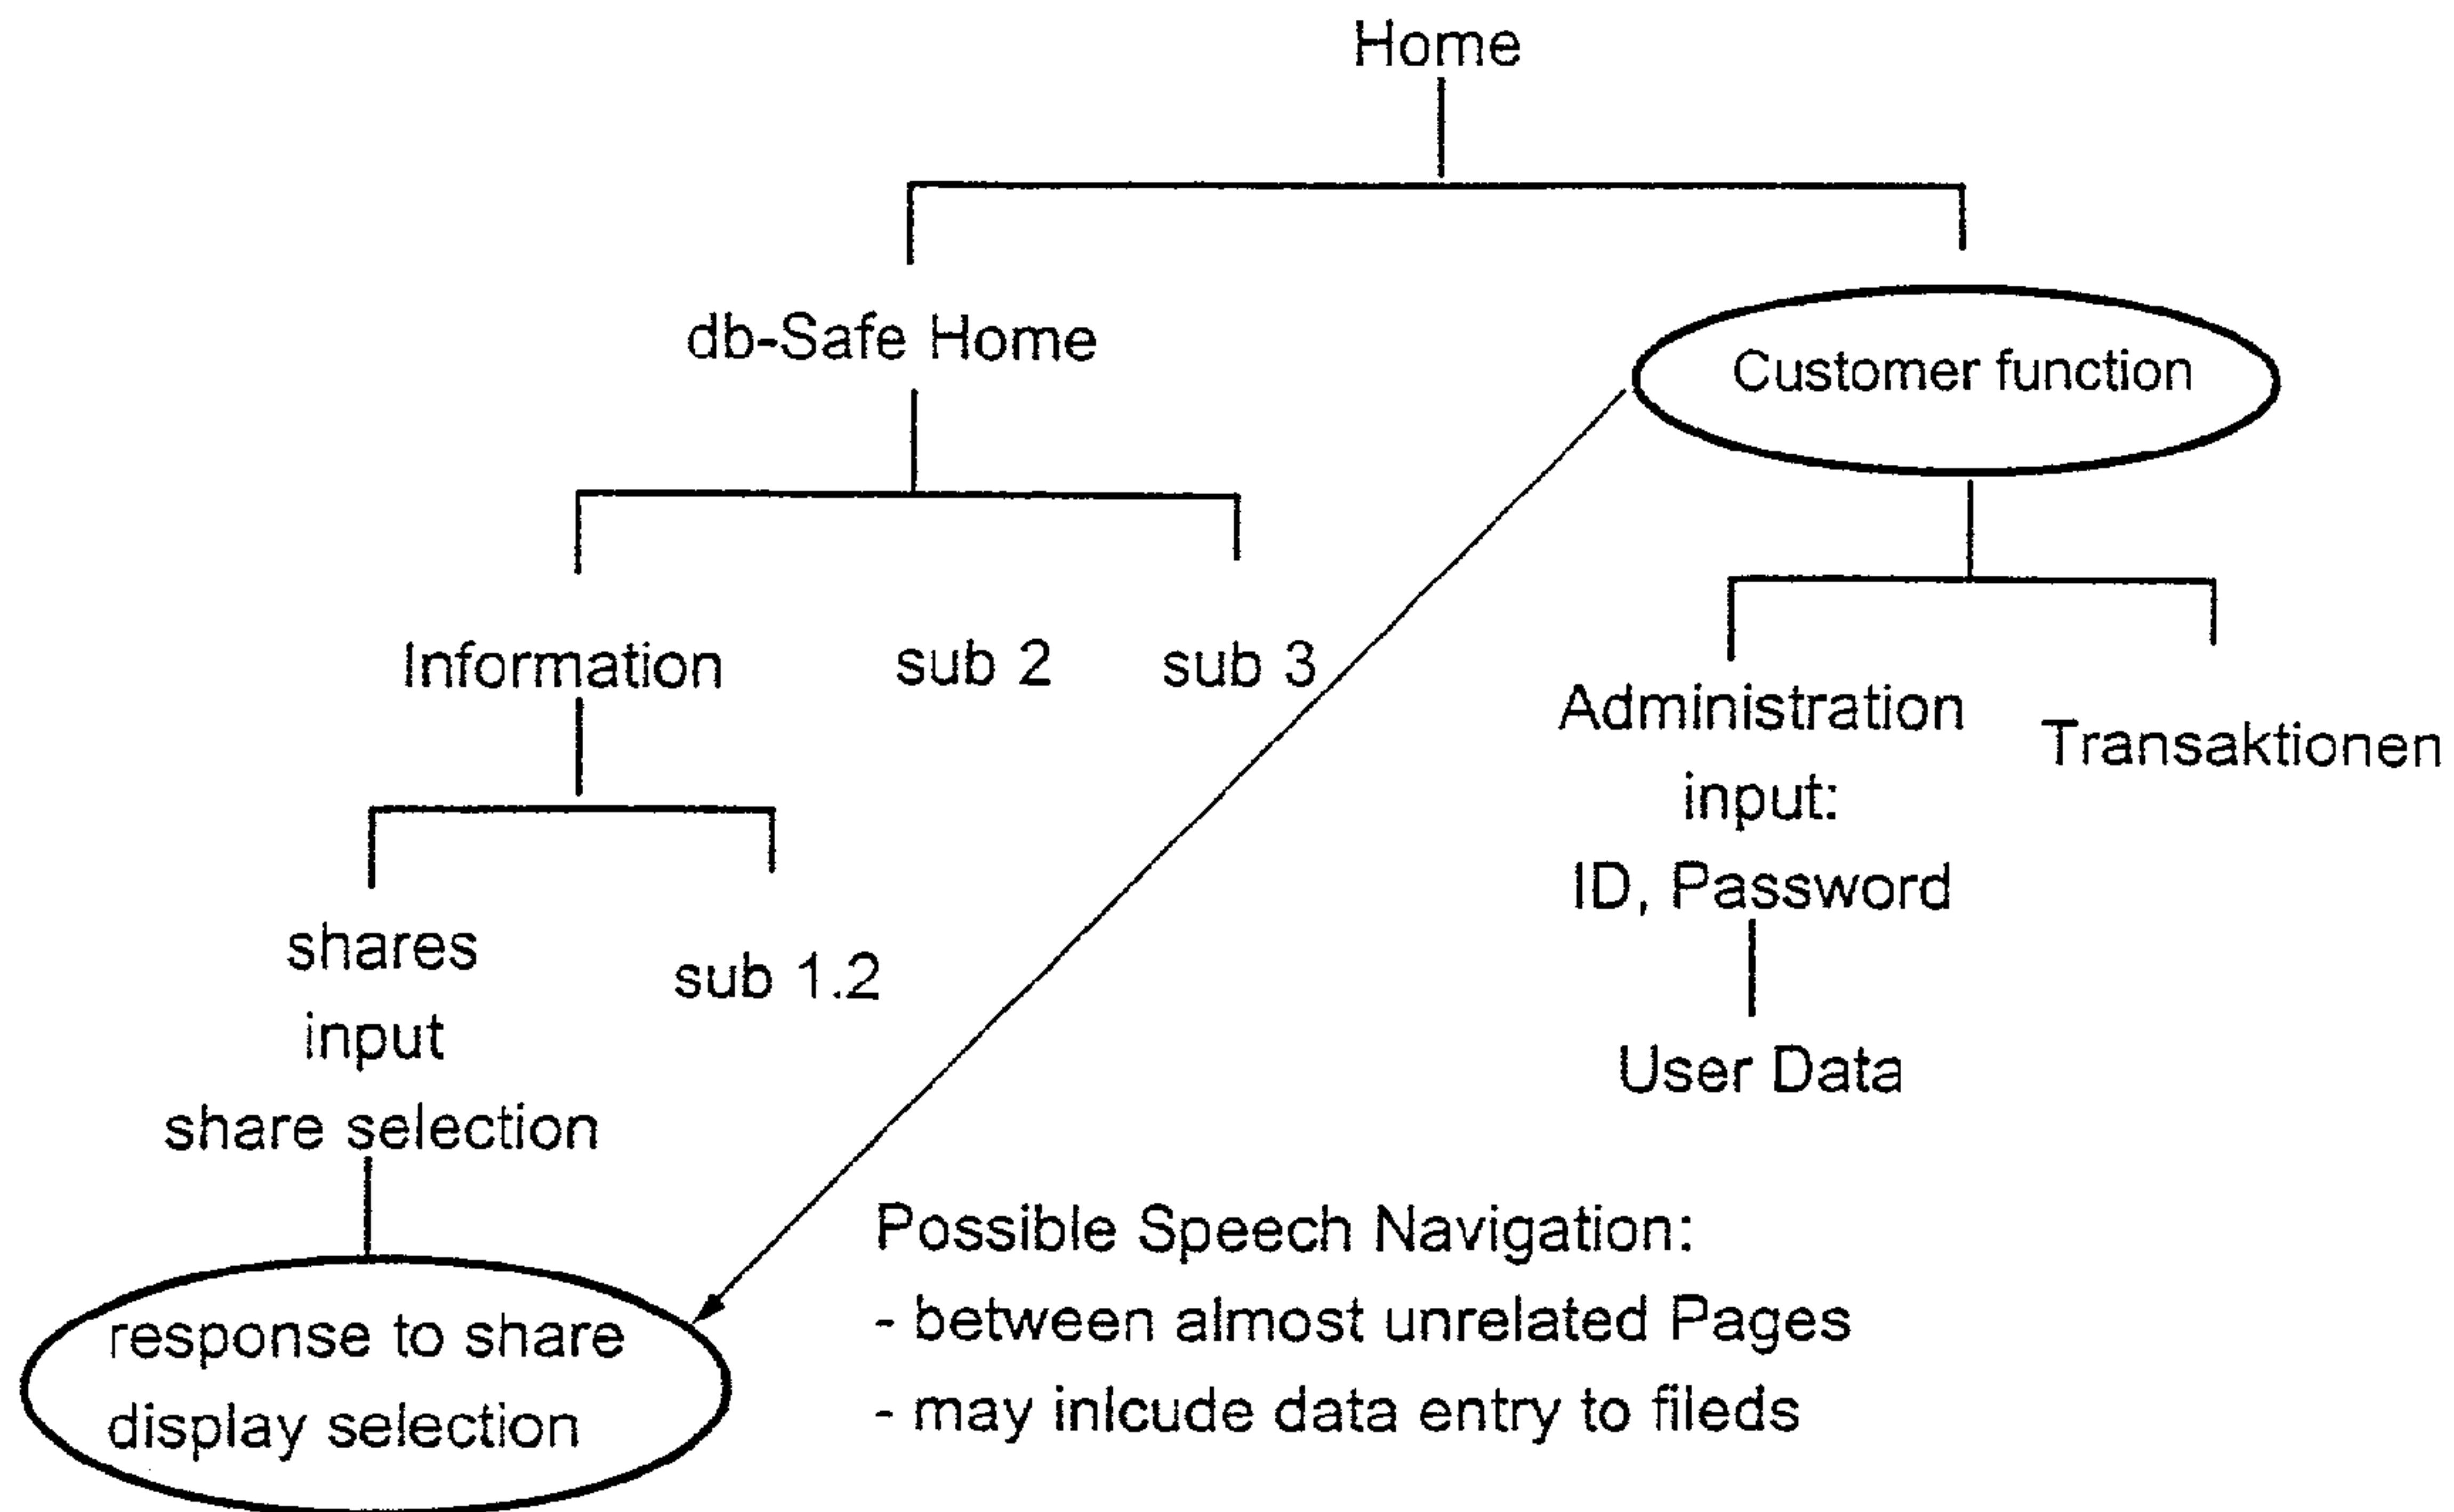 Home
db-Safe Home
Customer function
Information
sub 2
sub 3
Administration
input:
ID, Password
Transaktionen
User Data
shares
input
share selection
sub 1.2
response to share
display selection
Possible Speech Navigation:
- between almost unrelated Pages
- may inlcude data entry to fileds